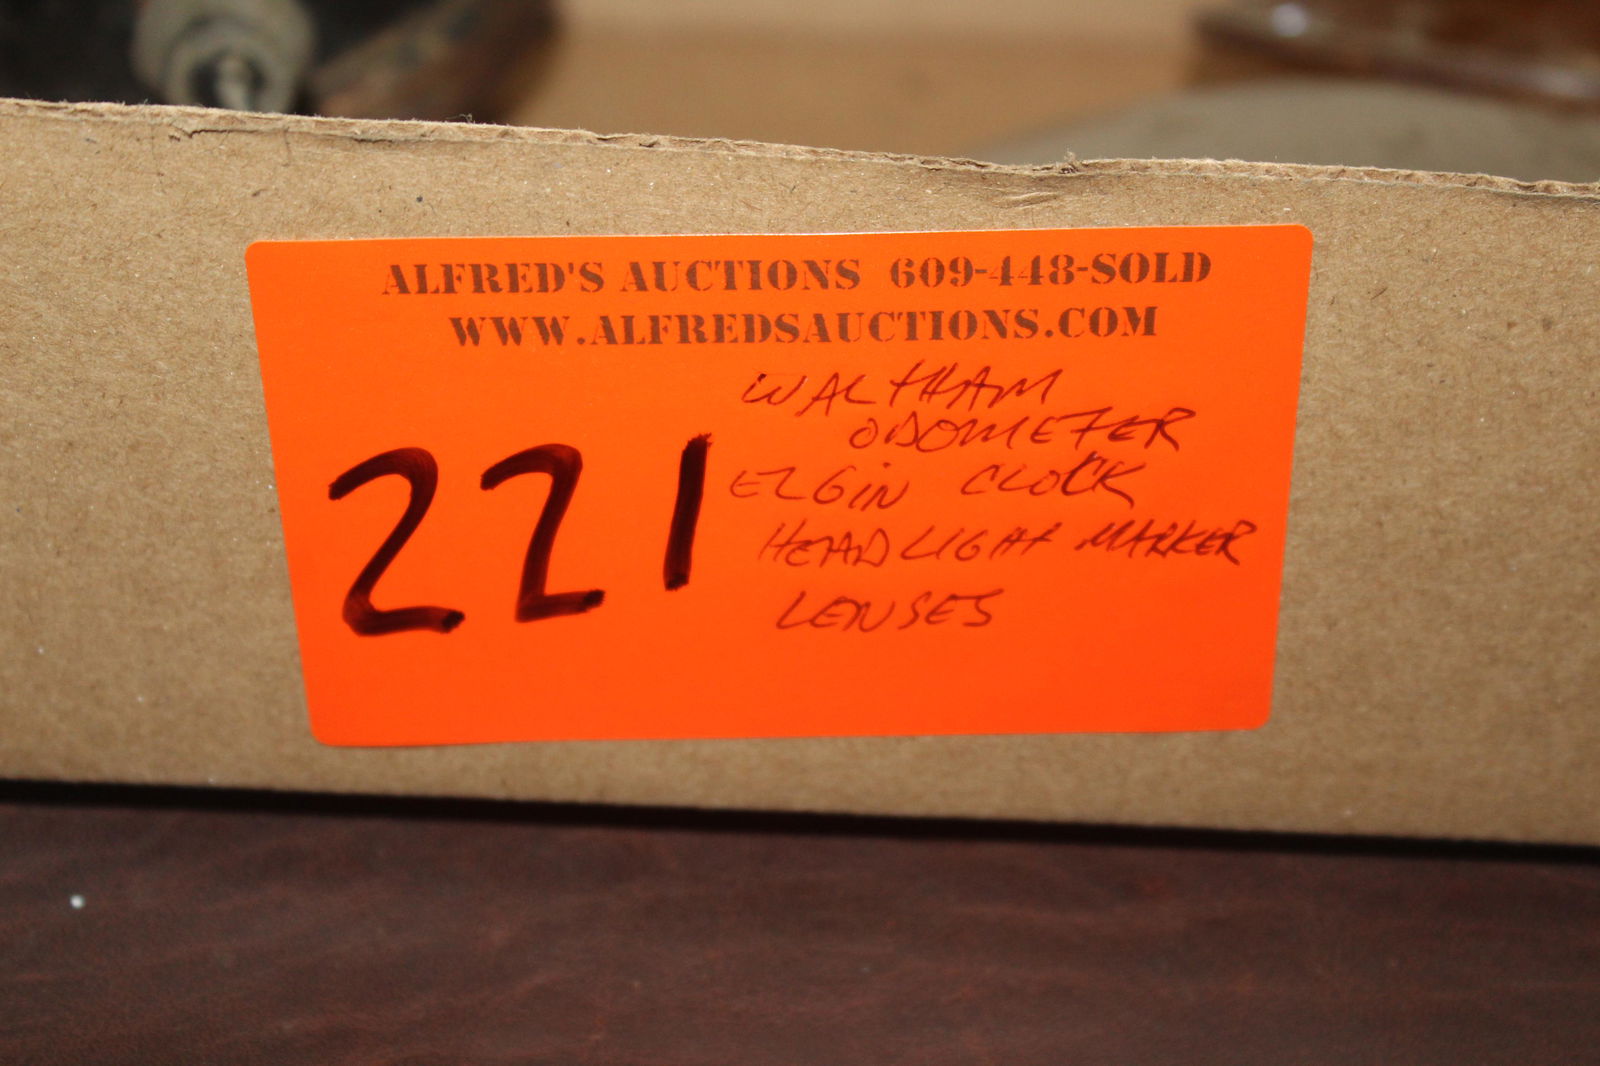 ALFRED'S AUCTIONS 609-448-SOLD
WWW.ALFREDSAUCTIONS.COM
221
WALTHAM
ODOMETER
ELGIN CLOCK
HEADLIGHT MARKER
LENSES